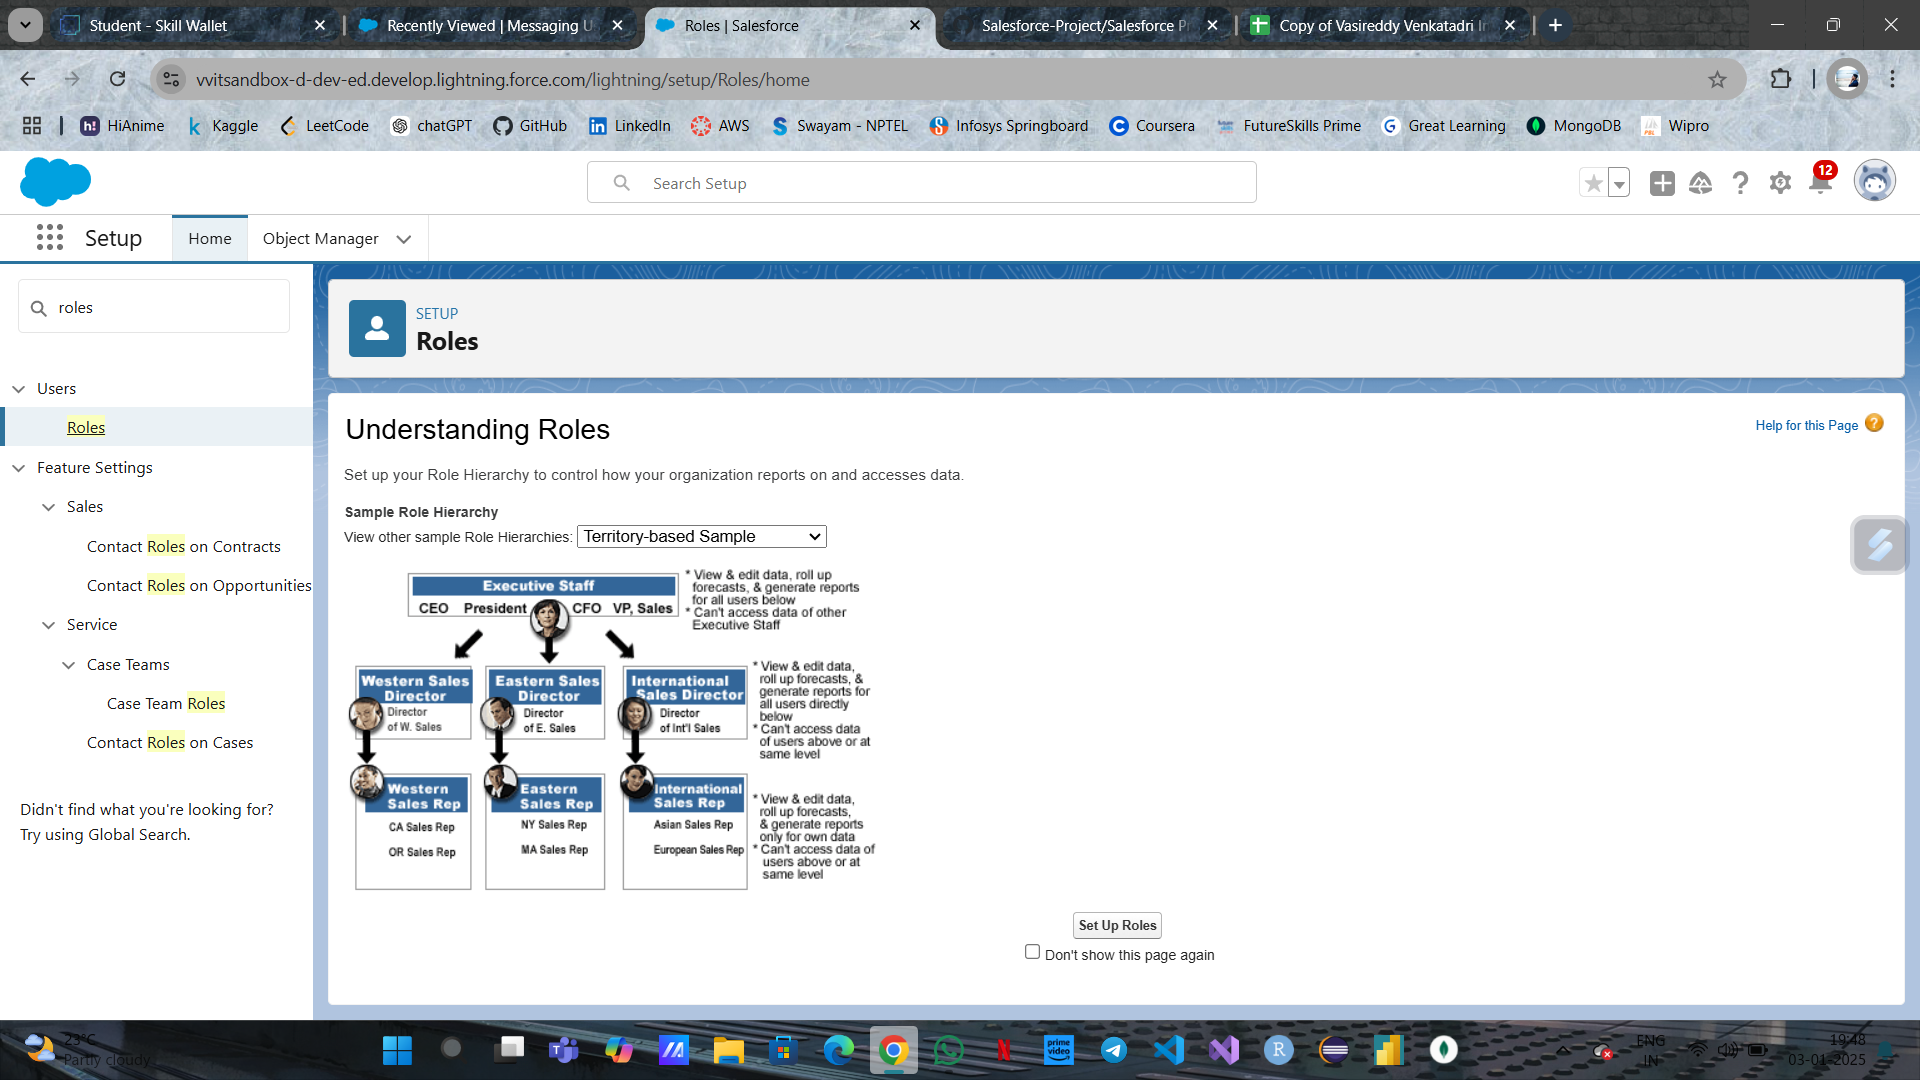 Student - Skill Wallet
Recently Viewed | Messaging U
Roles | Salesforce
Salesforce-Project/Salesforce Pr
Copy of Vasireddy Venkatadri In
vvitsandbox-d-dev-ed.develop.lightning.force.com/lightning/setup/Roles/home
HiAnime
Kaggle
LeetCode
chatGPT
GitHub
LinkedIn
AWS
Swayam - NPTEL
Infosys Springboard
Coursera
FutureSkills Prime
Great Learning
MongoDB
Wipro
Search Setup
12
Setup
Home
Object Manager
roles
Users
Roles
Feature Settings
Sales
Contact Roles on Contracts
Contact Roles on Opportunities
Service
Case Teams
Case Team Roles
Contact Roles on Cases
Didn't find what you're looking for?
Try using Global Search.
SETUP
Roles
Understanding Roles
Help for this Page
Set up your Role Hierarchy to control how your organization reports on and accesses data.
Sample Role Hierarchy
View other sample Role Hierarchies: Territory-based Sample
Executive Staff
CEO President CFO VP, Sales
* View & edit data, roll up
forecasts, & generate reports
for all users below
* Can't access data of other
Executive Staff
Western Sales
Director
Director
of W. Sales
Eastern Sales
Director
Director
of E. Sales
International
Sales Director
Director
of Int'l Sales
* View & edit data,
roll up forecasts, &
generate reports for
all users directly
below
* Can't access data
of users above or at
same level
Western
Sales Rep
CA Sales Rep
OR Sales Rep
Eastern
Sales Rep
NY Sales Rep
MA Sales Rep
International
Sales Rep
Asian Sales Rep
European Sales Rep
* View & edit data,
roll up forecasts,
& generate reports
only for own data
* Can't access data of
users above or at
same level
Set Up Roles
Don't show this page again
23°C
Partly cloudy
prime
video
ENG
IN
19:48
03-01-2025